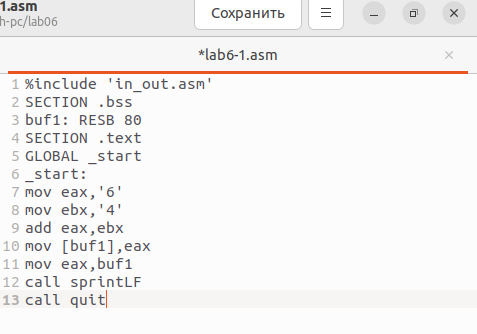 1.asm
h-pc/lab06
Сохранить
*lab6-1.asm
1 %include 'in_out.asm'
2 SECTION .bss
3 buf1: RESB 80
4 SECTION .text
5 GLOBAL _start
6 _start:
7 mov eax,'6'
8 mov ebx,'4'
9 add eax,ebx
10 mov [buf1],eax
11 mov eax,buf1
12 call sprintLF
13 call quit